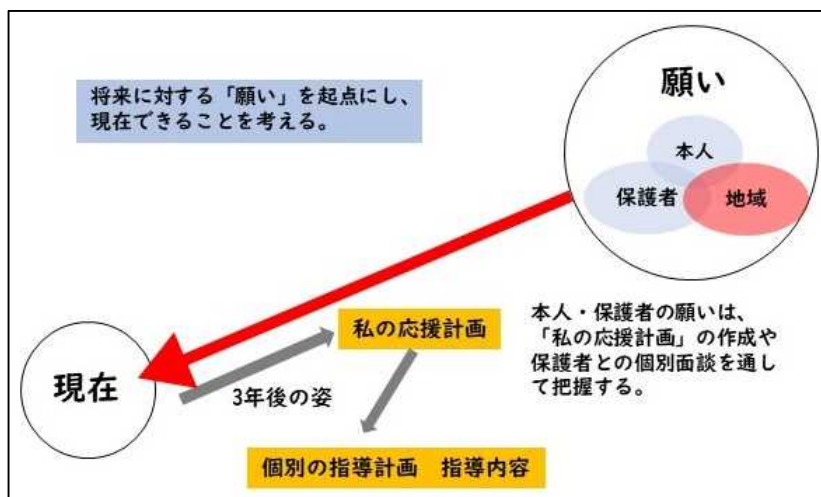 将来に対する「願い」を起点にし、
現在できることを考える。
願い
本人
保護者
地域
私の応援計画
本人・保護者の願いは、
「私の応援計画」の作成や
保護者との個別面談を通し
て把握する。
現在
3年後の姿
個別の指導計画　指導内容